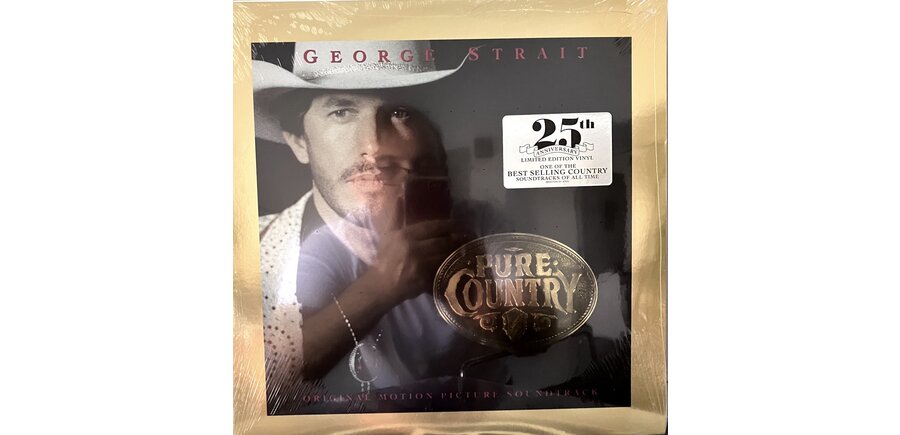 GEORGE STRAIT
25th
ANNIVERSARY
LIMITED EDITION VINYL
ONE OF THE
BEST SELLING COUNTRY
SOUNDTRACKS OF ALL TIME
PURE
COUNTRY
ORIGINAL MOTION PICTURE SOUNDTRACK